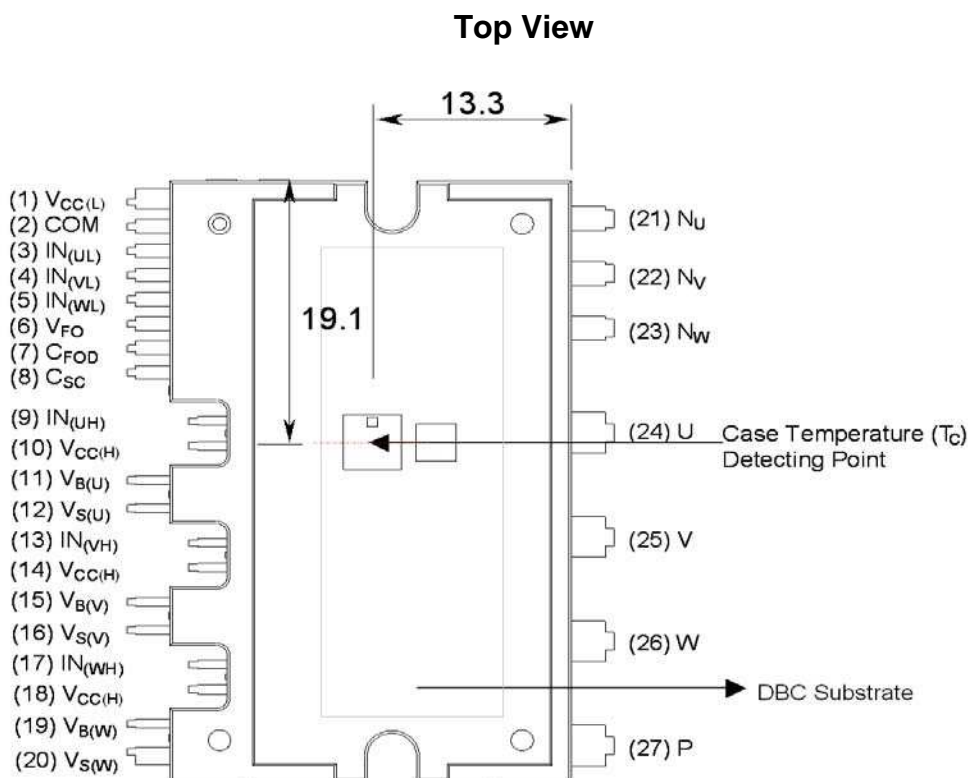 Top View
13.3
19.1
(1) VCC(L)
(2) COM
(3) IN(UL)
(4) IN(VL)
(5) IN(WL)
(6) VFO
(7) CFOD
(8) CSC
(9) IN(UH)
(10) VCC(H)
(11) VB(U)
(12) VS(U)
(13) IN(VH)
(14) VCC(H)
(15) VB(V)
(16) VS(V)
(17) IN(WH)
(18) VCC(H)
(19) VB(W)
(20) VS(W)
(21) NU
(22) NV
(23) NW
(24) U
(25) V
(26) W
(27) P
Case Temperature (TC)
Detecting Point
DBC Substrate